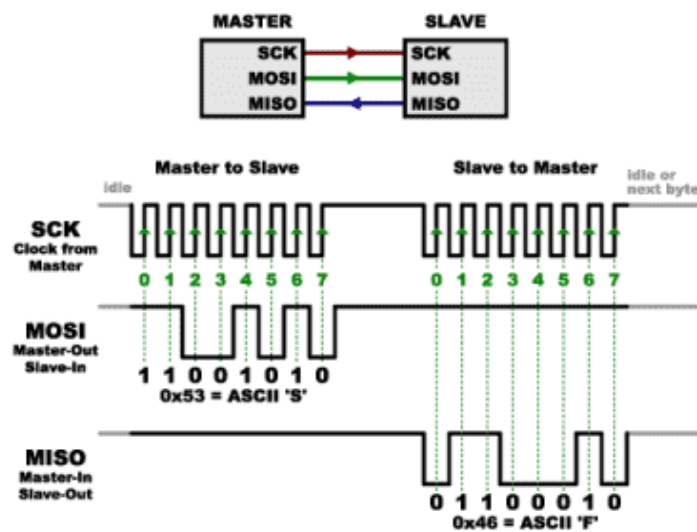 MASTER SLAVE
SCK SCK
MOSI MOSI
MISO MISO
Master to Slave Slave to Master
idle
idle or
next byte
SCK
Clock from
Master
0 1 2 3 4 5 6 7 0 1 2 3 4 5 6 7
MOSI
Master-Out
Slave-In
1 1 0 0 1 0 1 0
0x53 = ASCII 'S'
MISO
Master-In
Slave-Out
0 1 1 0 0 0 1 0
0x46 = ASCII 'F'